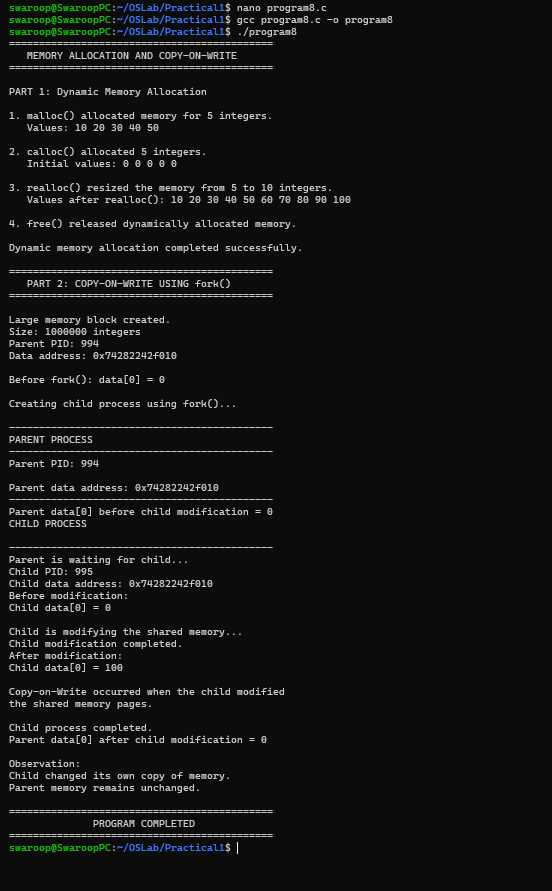 swaroop@SwaroopPC:~/OSLab/Practical1$ nano program8.c
swaroop@SwaroopPC:~/OSLab/Practical1$ gcc program8.c -o program8
swaroop@SwaroopPC:~/OSLab/Practical1$ ./program8
============================================
   MEMORY ALLOCATION AND COPY-ON-WRITE
============================================

PART 1: Dynamic Memory Allocation

1. malloc() allocated memory for 5 integers.
   Values: 10 20 30 40 50

2. calloc() allocated 5 integers.
   Initial values: 0 0 0 0 0

3. realloc() resized the memory from 5 to 10 integers.
   Values after realloc(): 10 20 30 40 50 60 70 80 90 100

4. free() released dynamically allocated memory.

Dynamic memory allocation completed successfully.

============================================
   PART 2: COPY-ON-WRITE USING fork()
============================================

Large memory block created.
Size: 1000000 integers
Parent PID: 994
Data address: 0x74282242f010

Before fork(): data[0] = 0

Creating child process using fork()...

--------------------------------------------
PARENT PROCESS
--------------------------------------------
Parent PID: 994

Parent data address: 0x74282242f010
--------------------------------------------
Parent data[0] before child modification = 0
CHILD PROCESS

--------------------------------------------
Parent is waiting for child...
Child PID: 995
Child data address: 0x74282242f010
Before modification:
Child data[0] = 0

Child is modifying the shared memory...
Child modification completed.
After modification:
Child data[0] = 100

Copy-on-Write occurred when the child modified
the shared memory pages.

Child process completed.
Parent data[0] after child modification = 0

Observation:
Child changed its own copy of memory.
Parent memory remains unchanged.

============================================
              PROGRAM COMPLETED
============================================
swaroop@SwaroopPC:~/OSLab/Practical1$